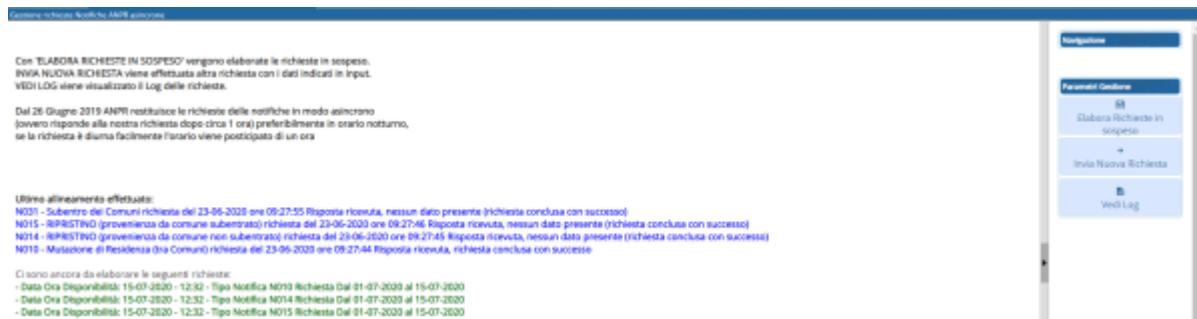 Gestione richieste Notifiche ANPR asincrone
Con 'ELABORA RICHIESTE IN SOSPESO' vengono elaborate le richieste in sospeso.
INVIA NUOVA RICHIESTA viene effettuata altra richiesta con i dati indicati in input.
VEDI LOG viene visualizzato il Log delle richieste.
Dal 26 Giugno 2019 ANPR restituisce le richieste delle notifiche in modo asincrono
(ovvero risponde alla nostra richiesta dopo circa 1 ora) preferibilmente in orario notturno,
se la richiesta è diurna facilmente l'orario viene posticipato di un ora
Ultimo allineamento effettuato:
N031 - Subentro dei Comuni richiesta del 23-06-2020 ore 09:27:55 Risposta ricevuta, nessun dato presente (richiesta conclusa con successo)
N015 - RIPRISTINO (provenienza da comune subentrato) richiesta del 23-06-2020 ore 09:27:46 Risposta ricevuta, nessun dato presente (richiesta conclusa con successo)
N014 - RIPRISTINO (provenienza da comune non subentrato) richiesta del 23-06-2020 ore 09:27:45 Risposta ricevuta, nessun dato presente (richiesta conclusa con successo)
N010 - Mutazione di Residenza (tra Comuni) richiesta del 23-06-2020 ore 09:27:44 Risposta ricevuta, richiesta conclusa con successo
Ci sono ancora da elaborare le seguenti richieste:
- Data Ora Disponibilità: 15-07-2020 - 12:32 - Tipo Notifica N010 Richiesta Dal 01-07-2020 al 15-07-2020
- Data Ora Disponibilità: 15-07-2020 - 12:32 - Tipo Notifica N014 Richiesta Dal 01-07-2020 al 15-07-2020
- Data Ora Disponibilità: 15-07-2020 - 12:32 - Tipo Notifica N015 Richiesta Dal 01-07-2020 al 15-07-2020
Navigazione
Parametri Gestione
Elabora Richieste in
sospeso
Invia Nuova Richiesta
Vedi Log